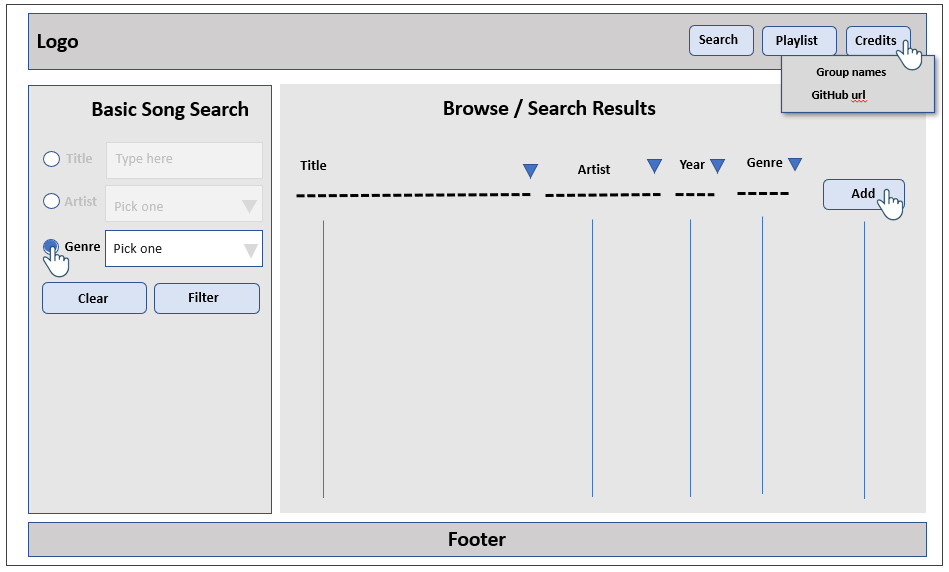 Logo
Search
Playlist
Credits
Group names
GitHub url
Basic Song Search
Title
Type here
Artist
Pick one
Genre
Pick one
Clear
Filter
Browse / Search Results
Title
Artist
Year
Genre
Add
Footer